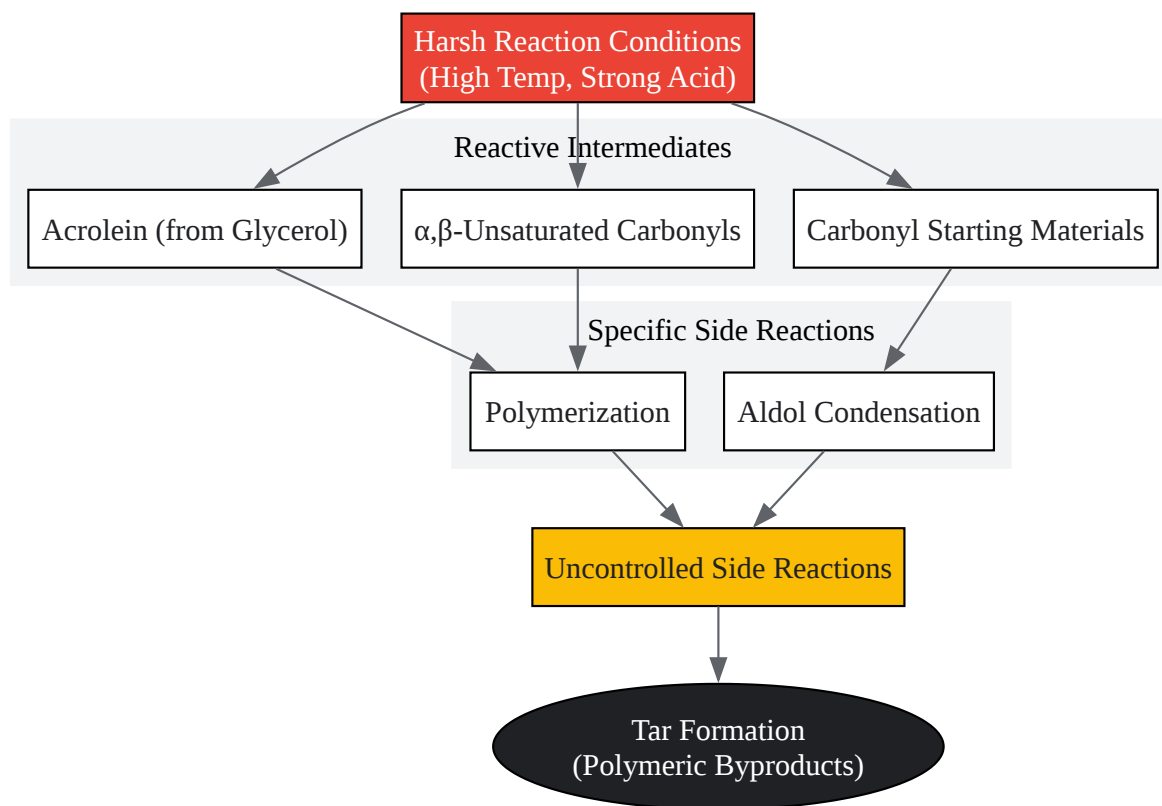 Harsh Reaction Conditions
(High Temp, Strong Acid)
Reactive Intermediates
Acrolein (from Glycerol)
α,β-Unsaturated Carbonyls
Carbonyl Starting Materials
Specific Side Reactions
Polymerization
Aldol Condensation
Uncontrolled Side Reactions
Tar Formation
(Polymeric Byproducts)